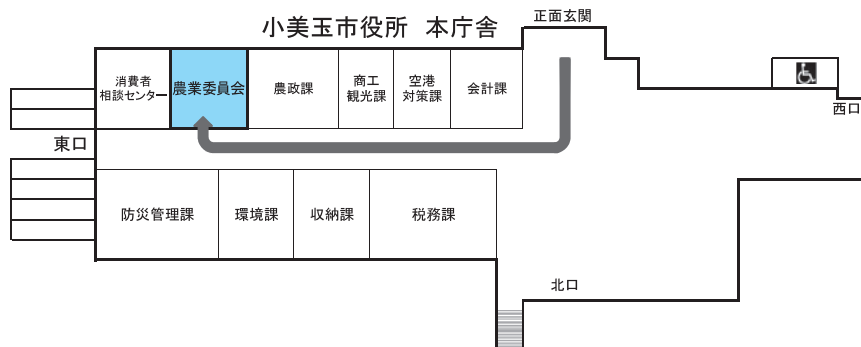 小美玉市役所 本庁舎
正面玄関
消費者
相談センター
農業委員会
農政課
商工
観光課
空港
対策課
会計課
西口
東口
防災管理課
環境課
収納課
税務課
北口